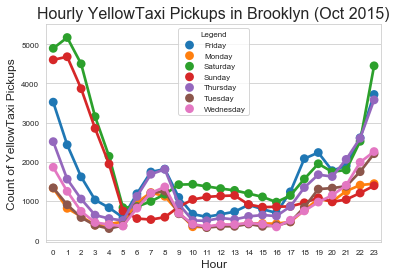 Hourly YellowTaxi Pickups in Brooklyn (Oct 2015)
Legend
Friday
Monday
Saturday
Sunday
Thursday
Tuesday
Wednesday
Count of YellowTaxi Pickups
5000
4000
3000
2000
1000
0
0 1 2 3 4 5 6 7 8 9 10 11 12 13 14 15 16 17 18 19 20 21 22 23
Hour